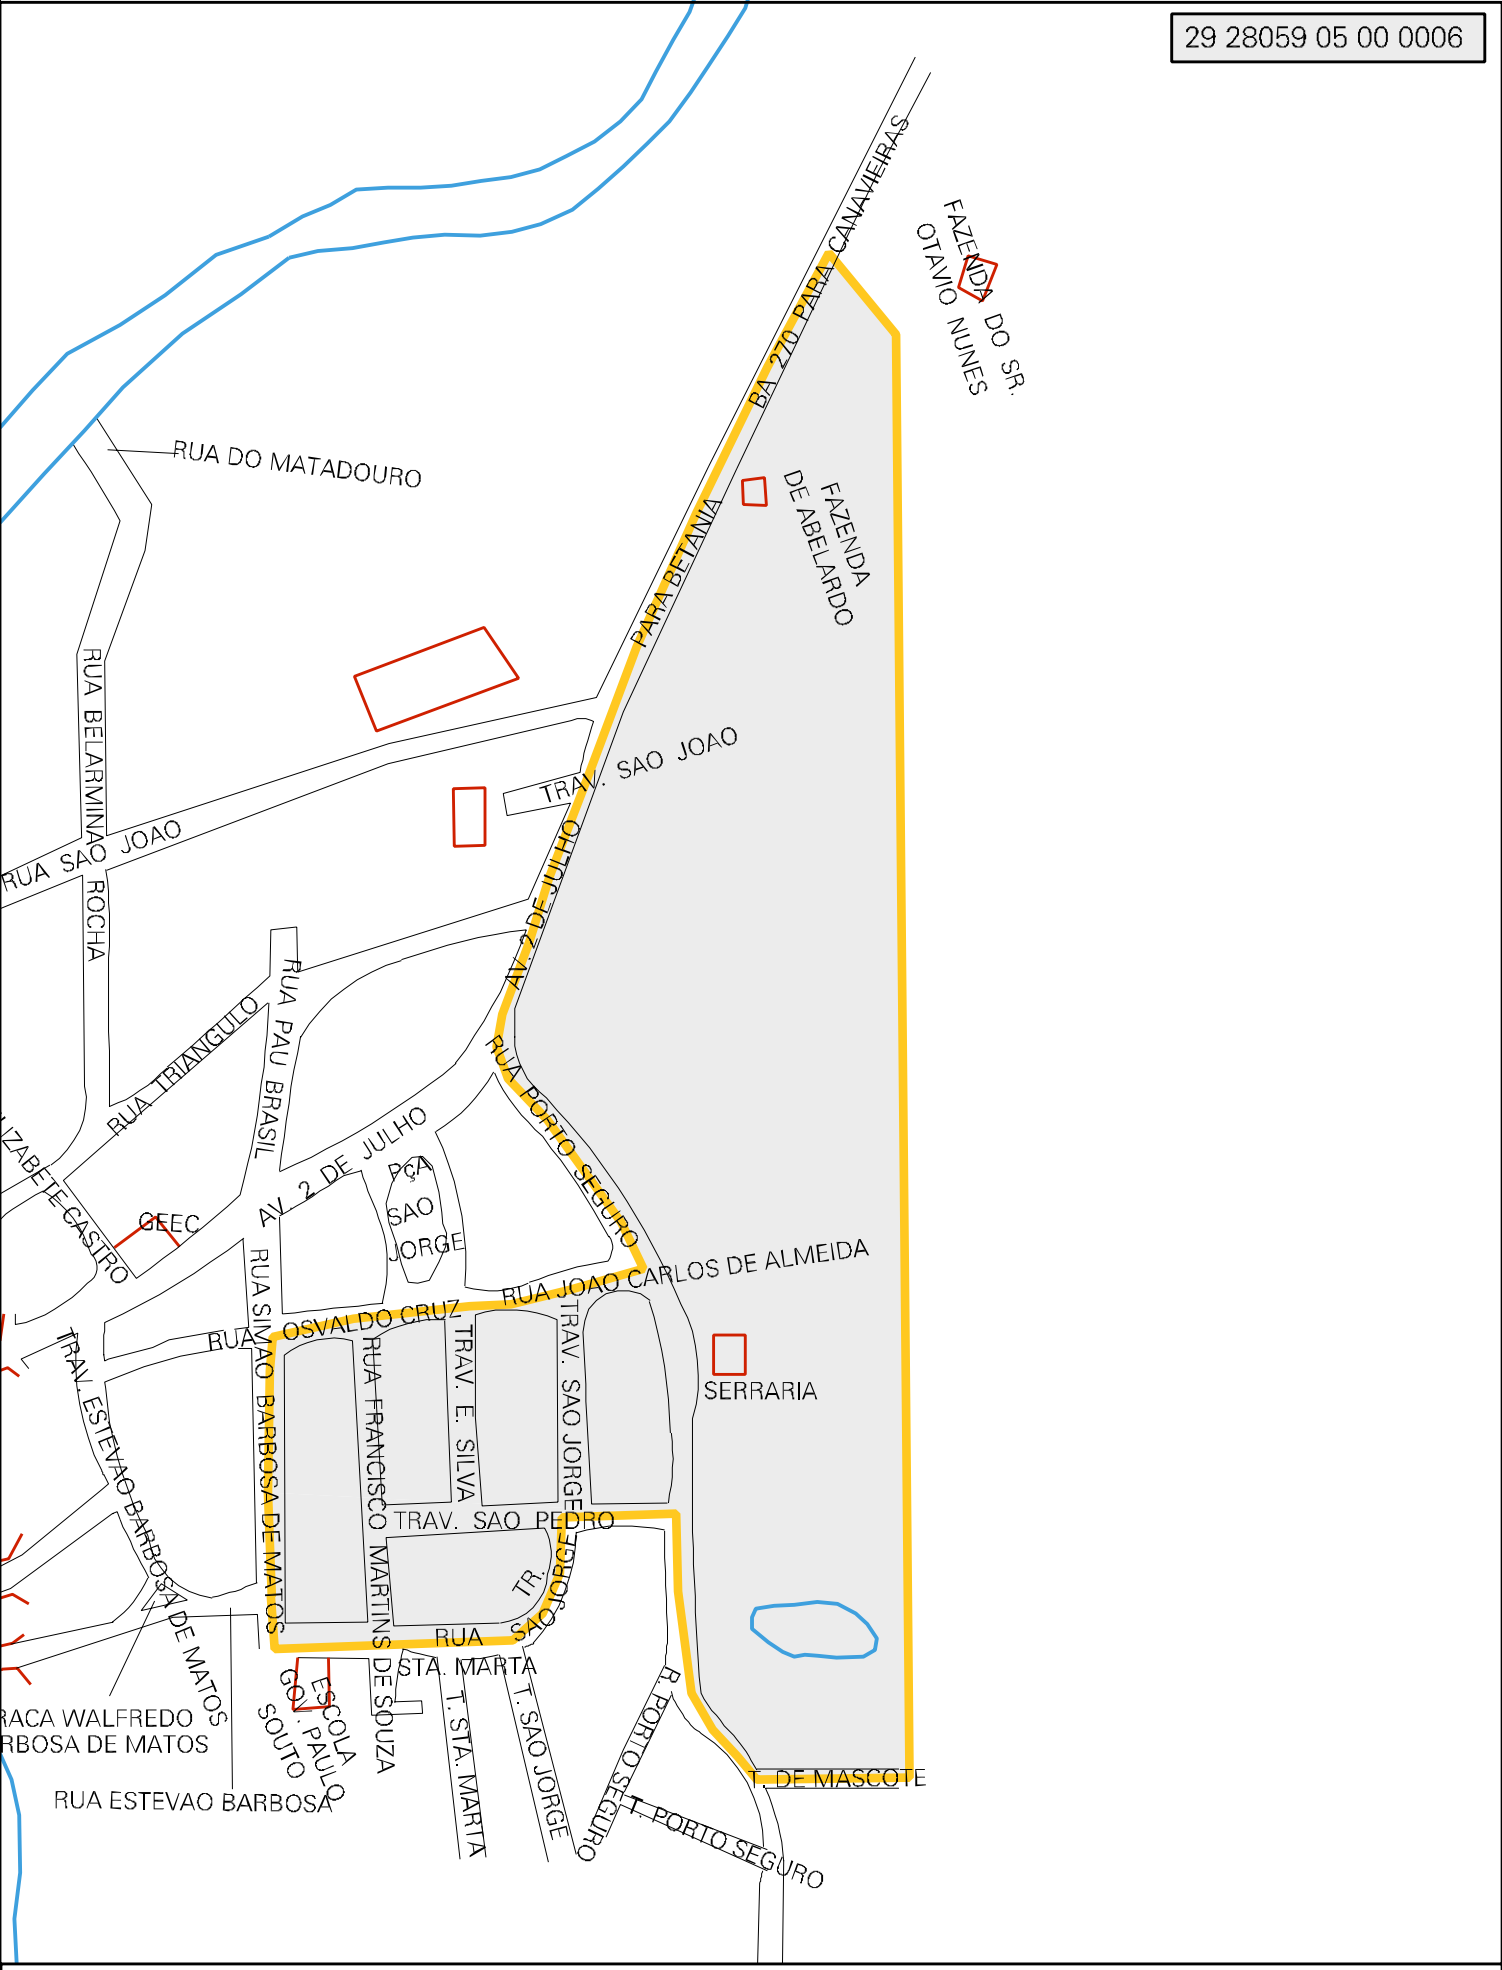 29 28059 05 00 0006
BA 270 PARA CANAVIEIRAS
FAZENDA DO SR.
OTAVIO NUNES
RUA DO MATADOURO
FAZENDA
DE ABELARDO
PARA BETANIA
RUA BELARMINA ROCHA
TRAV. SAO JOAO
RUA SAO JOAO
AV. 2 DE JULHO
RUA PAU BRASIL
RUA TRIANGULO
RUA PORTO SEGURO
AV. 2 DE JULHO
PçA
SAO
JORGE
IZABETE CASTRO
GEEC
RUA JOAO CARLOS DE ALMEIDA
RUA OSVALDO CRUZ
RUA SIMAO BARBOSA DE MATOS
RUA FRANCISCO MARTINS DE SOUZA
TRAV. E. SILVA
TRAV. SAO JORGE
TRAV. ESTEVAO BARBOSA DE MATOS
SERRARIA
TRAV. SAO PEDRO
TR. SAO JORGE
RUA STA. MARTA
ESCOLA
GOV. PAULO
SOUTO
T. STA. MARTA
T. SAO JORGE
R. PORTO SEGURO
RACA WALFREDO
RBOSA DE MATOS
T. DE MASCOTE
RUA ESTEVAO BARBOSA
T. PORTO SEGURO